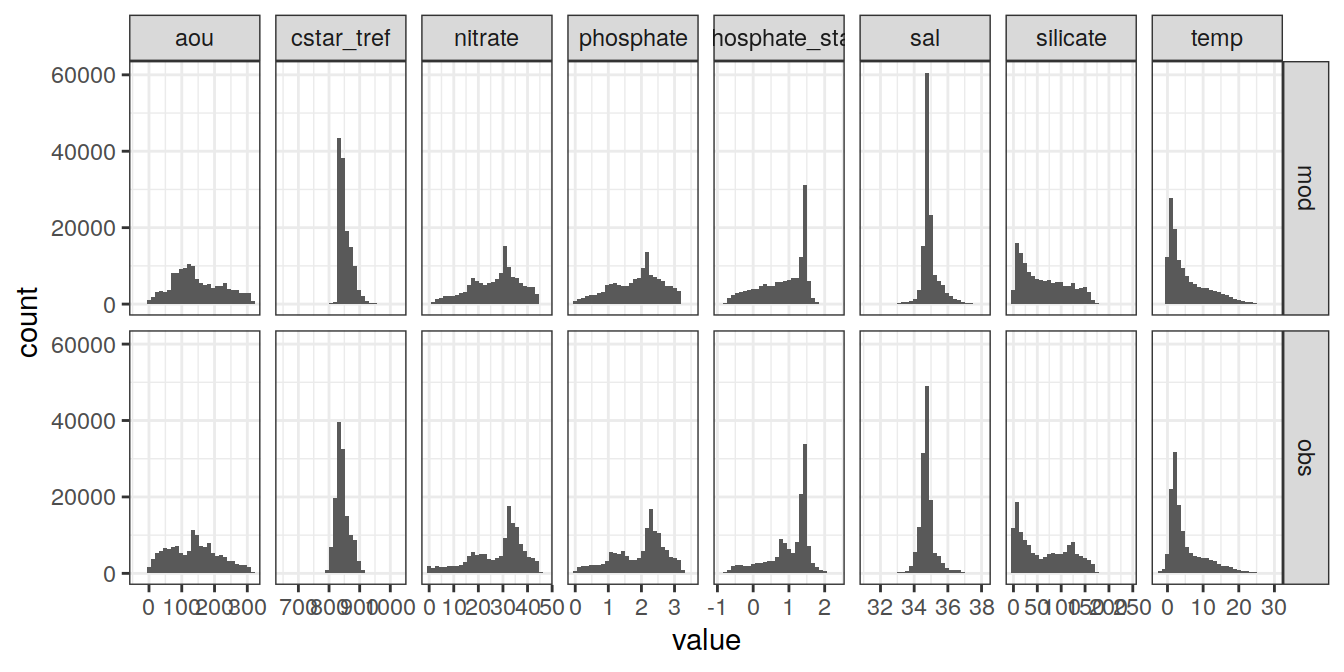 aou cstar_tref nitrate phosphate hosphate_sta sal silicate temp
60000
40000
20000
0
mod
60000
40000
20000
0
obs
count
0 100 200 300 700 800 900 1000 0 10 20 30 40 50 0 1 2 3 -1 0 1 2 32 34 36 38 0 50 100 150 200 250 0 10 20 30
value